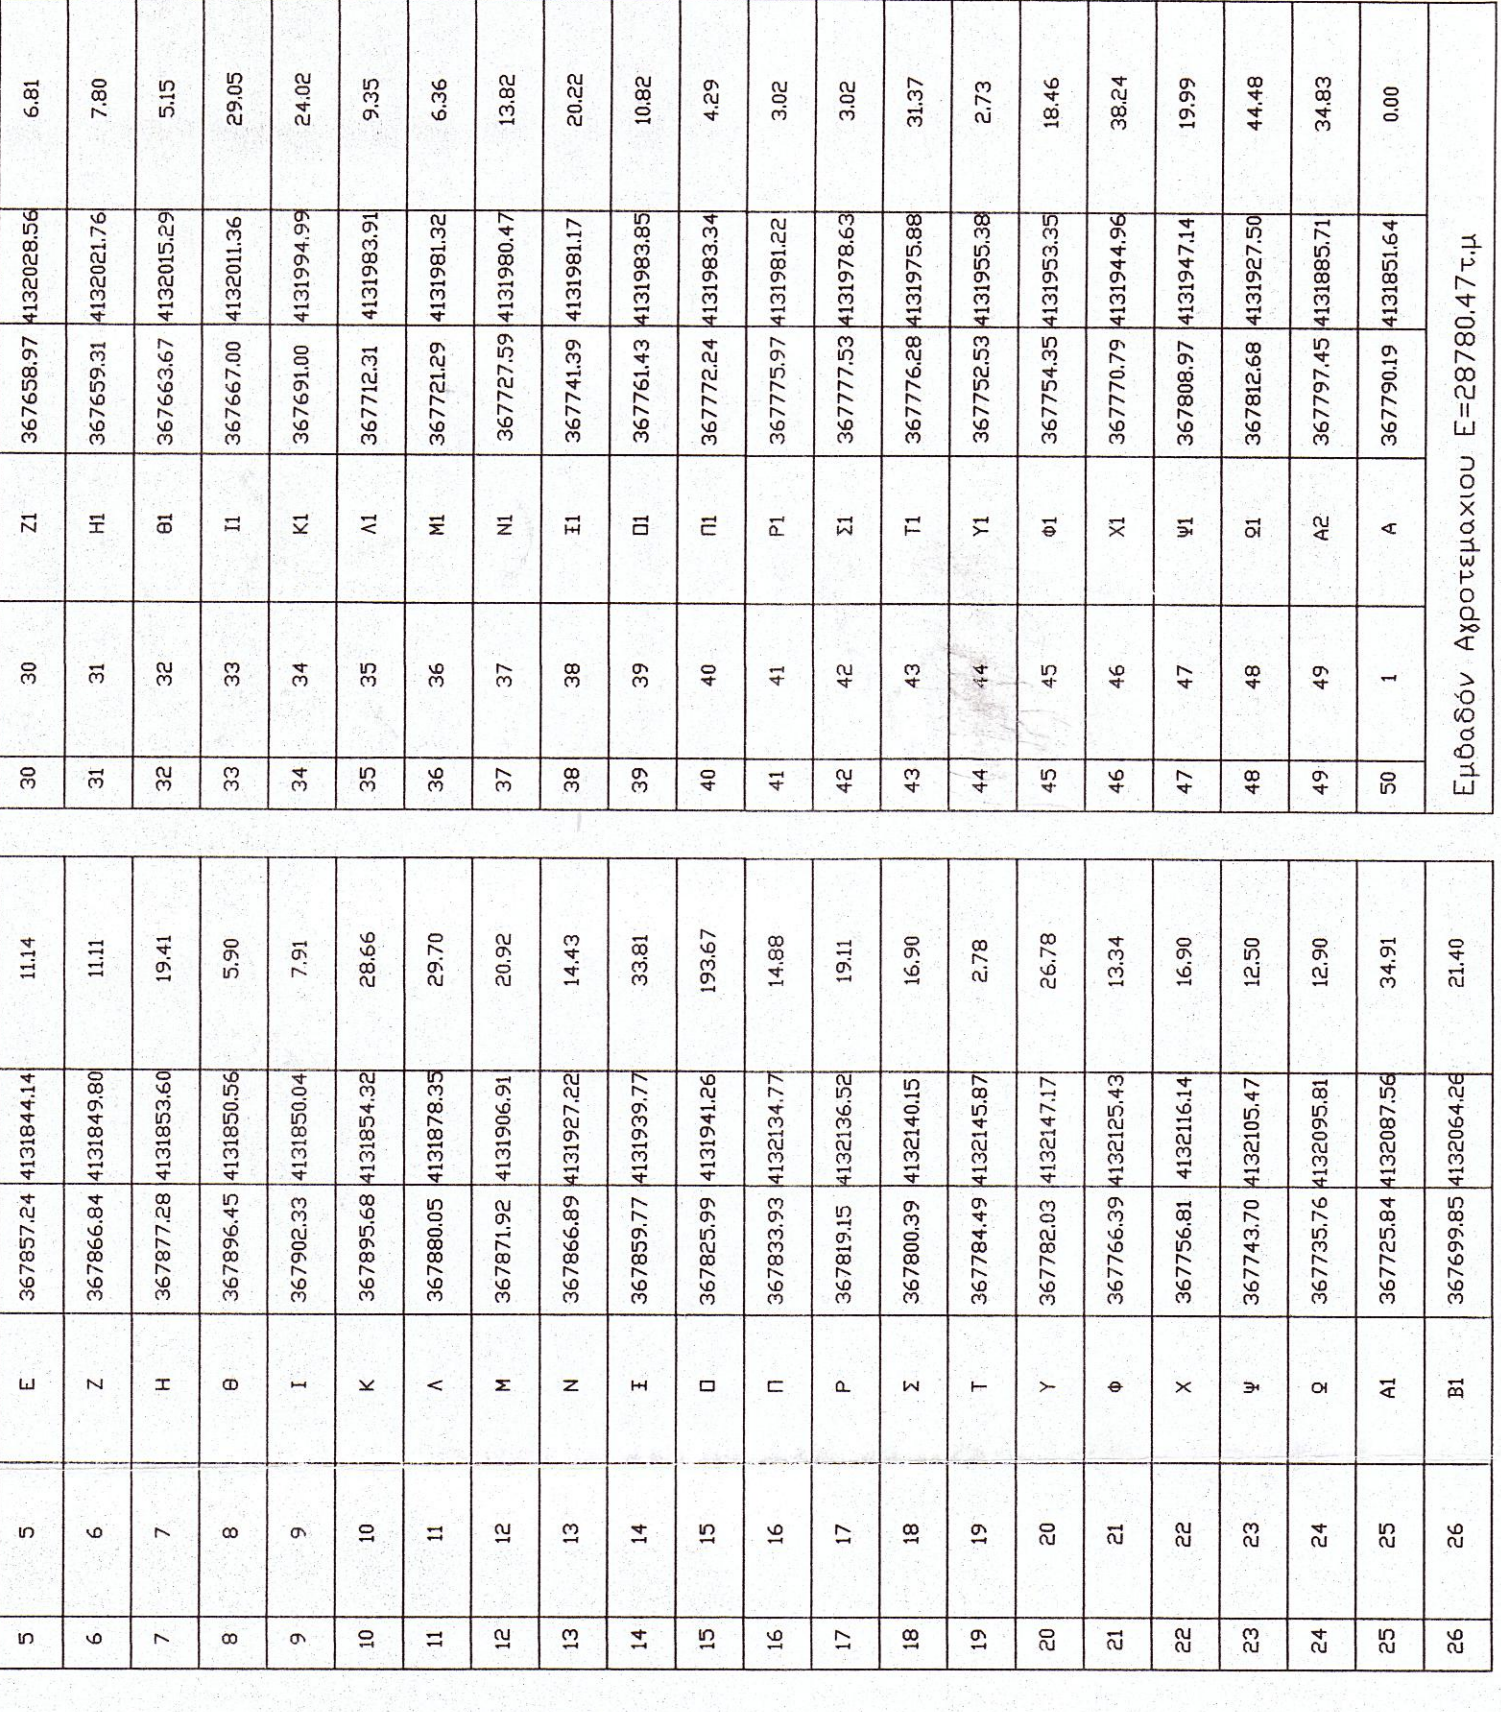 5 5 Ε 367857.24 4131844.14 11.14
6 6 Ζ 367866.84 4131849.80 11.11
7 7 Η 367877.28 4131853.60 19.41
8 8 Θ 367896.45 4131850.56 5.90
9 9 Ι 367902.33 4131850.04 7.91
10 10 Κ 367895.68 4131854.32 28.66
11 11 Λ 367880.05 4131878.35 29.70
12 12 Μ 367871.92 4131906.91 20.92
13 13 Ν 367866.89 4131927.22 14.43
14 14 Ξ 367859.77 4131939.77 33.81
15 15 Ο 367825.99 4131941.26 193.67
16 16 Π 367833.93 4132134.77 14.88
17 17 Ρ 367819.15 4132136.52 19.11
18 18 Σ 367800.39 4132140.15 16.90
19 19 Τ 367784.49 4132145.87 2.78
20 20 Υ 367782.03 4132147.17 26.78
21 21 Φ 367766.39 4132125.43 13.34
22 22 Χ 367756.81 4132116.14 16.90
23 23 Ψ 367743.70 4132105.47 12.50
24 24 Ω 367735.76 4132095.81 12.90
25 25 Α1 367725.84 4132087.56 34.91
26 26 Β1 367699.85 4132064.26 21.40
30 30 Ζ1 367658.97 4132028.56 6.81
31 31 Η1 367659.31 4132021.76 7.80
32 32 Θ1 367663.67 4132015.29 5.15
33 33 Ι1 367667.00 4132011.36 29.05
34 34 Κ1 367691.00 4131994.99 24.02
35 35 Λ1 367712.31 4131983.91 9.35
36 36 Μ1 367721.29 4131981.32 6.36
37 37 Ν1 367727.59 4131980.47 13.82
38 38 Ξ1 367741.39 4131981.17 20.22
39 39 Ο1 367761.43 4131983.85 10.82
40 40 Π1 367772.24 4131983.34 4.29
41 41 Ρ1 367775.97 4131981.22 3.02
42 42 Σ1 367777.53 4131978.63 3.02
43 43 Τ1 367776.28 4131975.88 31.37
44 44 Υ1 367752.53 4131955.38 2.73
45 45 Φ1 367754.35 4131953.35 18.46
46 46 Χ1 367770.79 4131944.96 38.24
47 47 Ψ1 367808.97 4131947.14 19.99
48 48 Ω1 367812.68 4131927.50 44.48
49 49 Α2 367797.45 4131885.71 34.83
50 1 Α 367790.19 4131851.64 0.00
Εμβαδόν Αγροτεμαχιου Ε=28780.47τ.μ